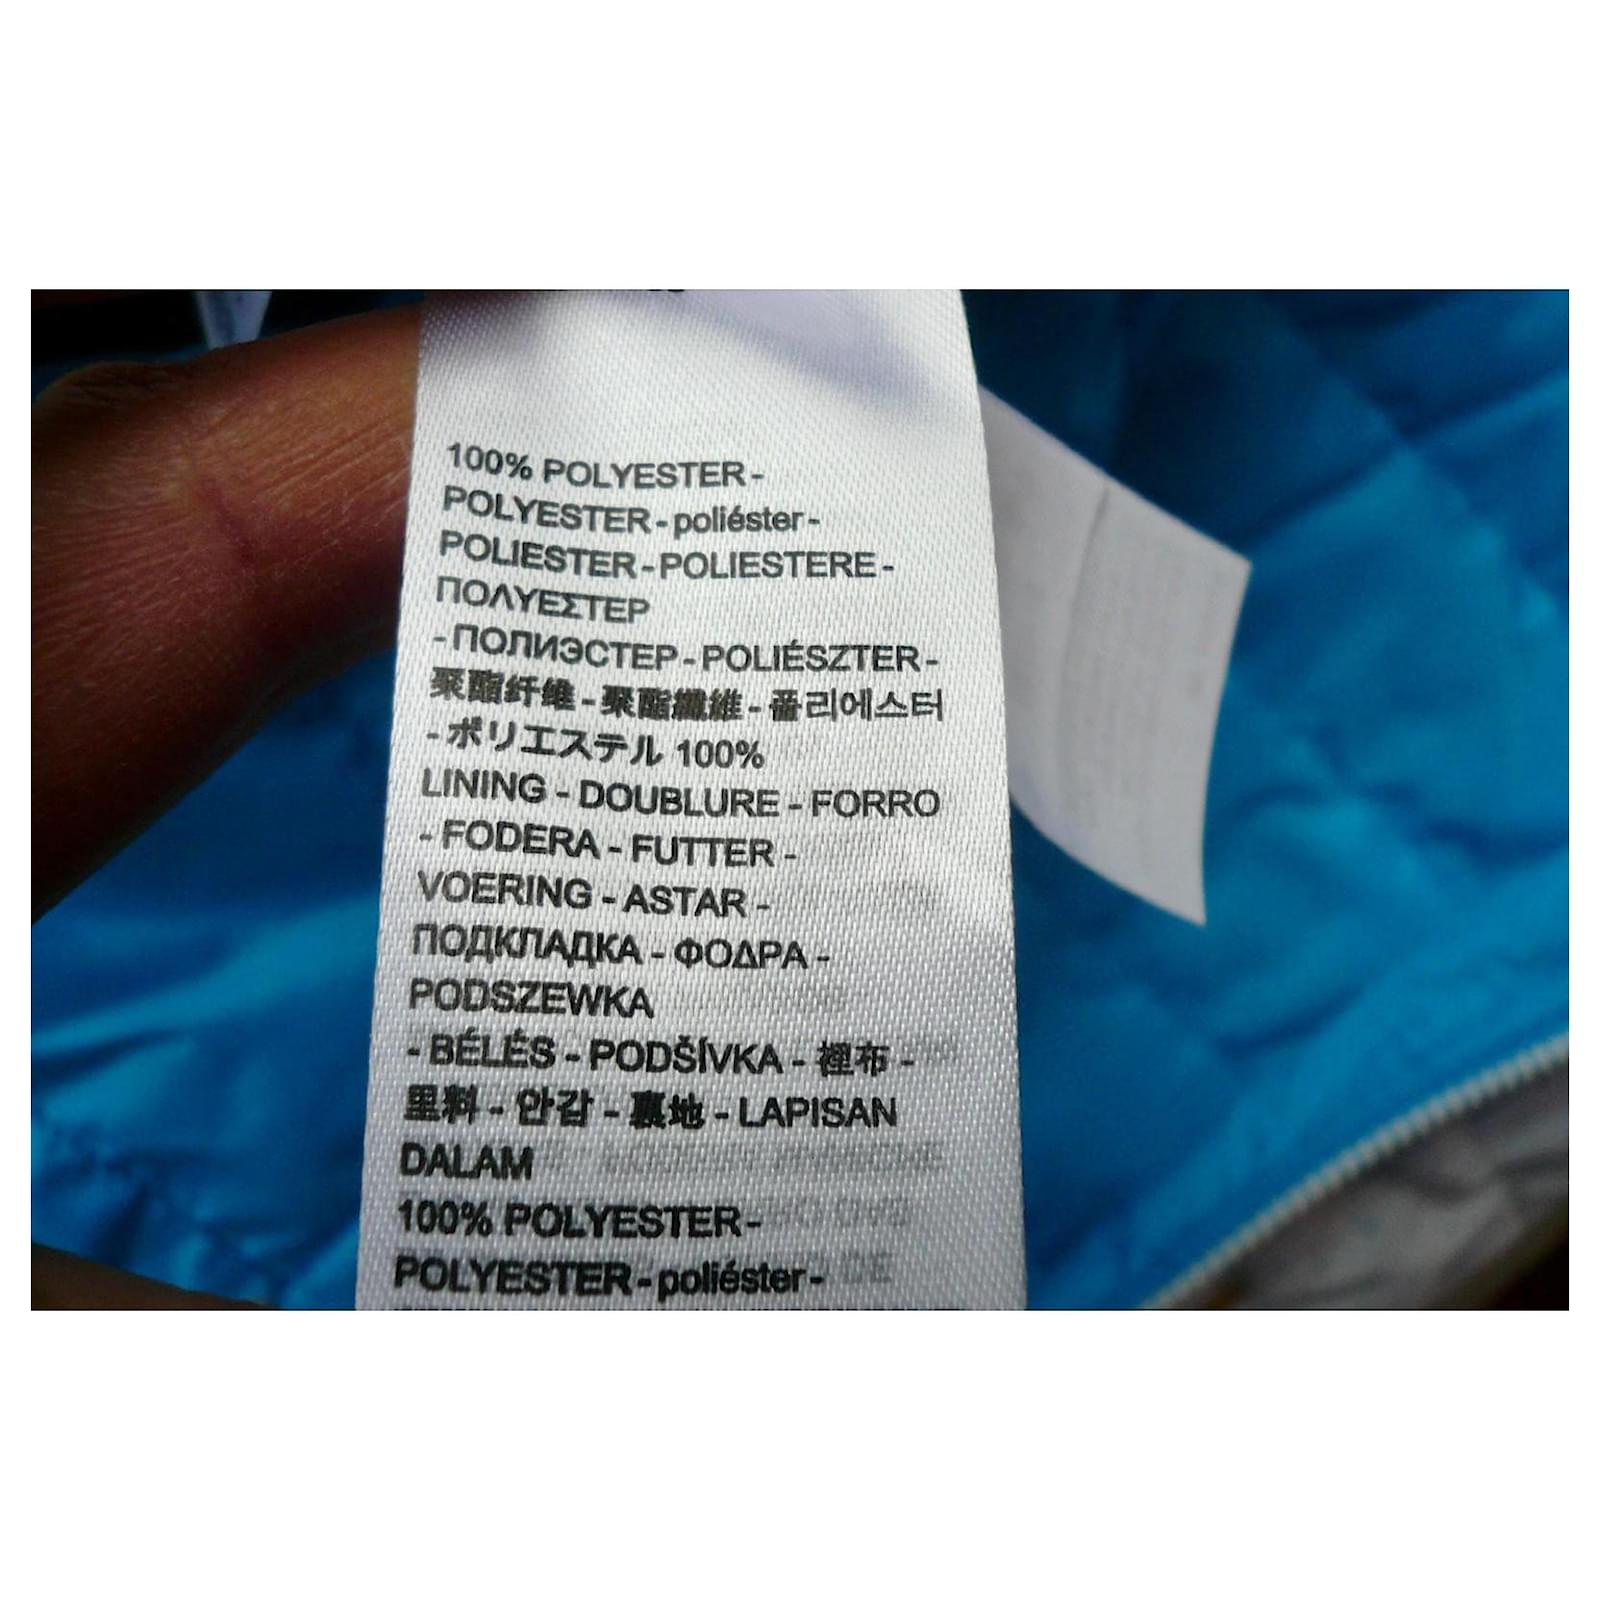 100% POLYESTER -
POLYESTER - poliéster -
POLIESTER - POLIESTERE -
ΠΟΛΥΕΣΤΕΡ
- ПОЛИЭСТЕР - POLIÉSZTER -
聚酯纤维 - 聚酯纖維 - 폴리에스터
- ポリエステル 100%
LINING - DOUBLURE - FORRO
- FODERA - FUTTER -
VOERING - ASTAR -
ПОДКЛАДКА - ΦΟΔΡΑ -
PODSZEWKA
- BÉLÉS - PODŠÍVKA - 裡布 -
里料 - 안감 - 裏地 - LAPISAN
DALAM
100% POLYESTER -
POLYESTER - poliéster -